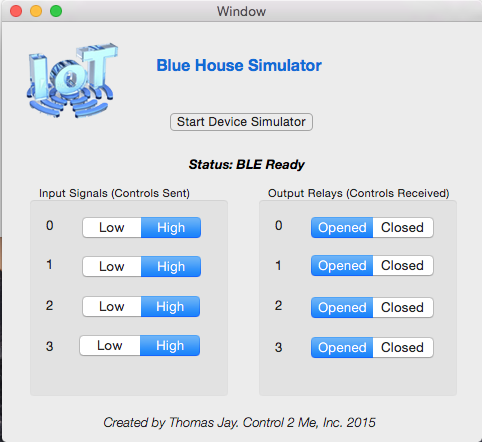 Window
IoT
Blue House Simulator
Start Device Simulator
Status: BLE Ready
Input Signals (Controls Sent)
0 Low High
1 Low High
2 Low High
3 Low High
Output Relays (Controls Received)
0 Opened Closed
1 Opened Closed
2 Opened Closed
3 Opened Closed
Created by Thomas Jay. Control 2 Me, Inc. 2015